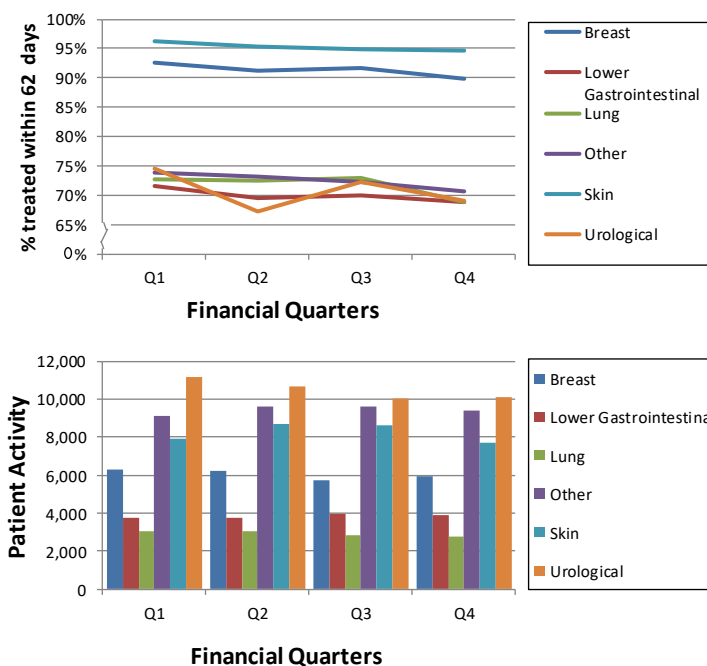 % treated within 62 days
100%
95%
90%
85%
80%
75%
70%
65%
0%
Q1 Q2 Q3 Q4
Financial Quarters
Breast
Lower
Gastrointestinal
Lung
Other
Skin
Urological
Patient Activity
12,000
10,000
8,000
6,000
4,000
2,000
0
Q1 Q2 Q3 Q4
Financial Quarters
Breast
Lower Gastrointestina
Lung
Other
Skin
Urological